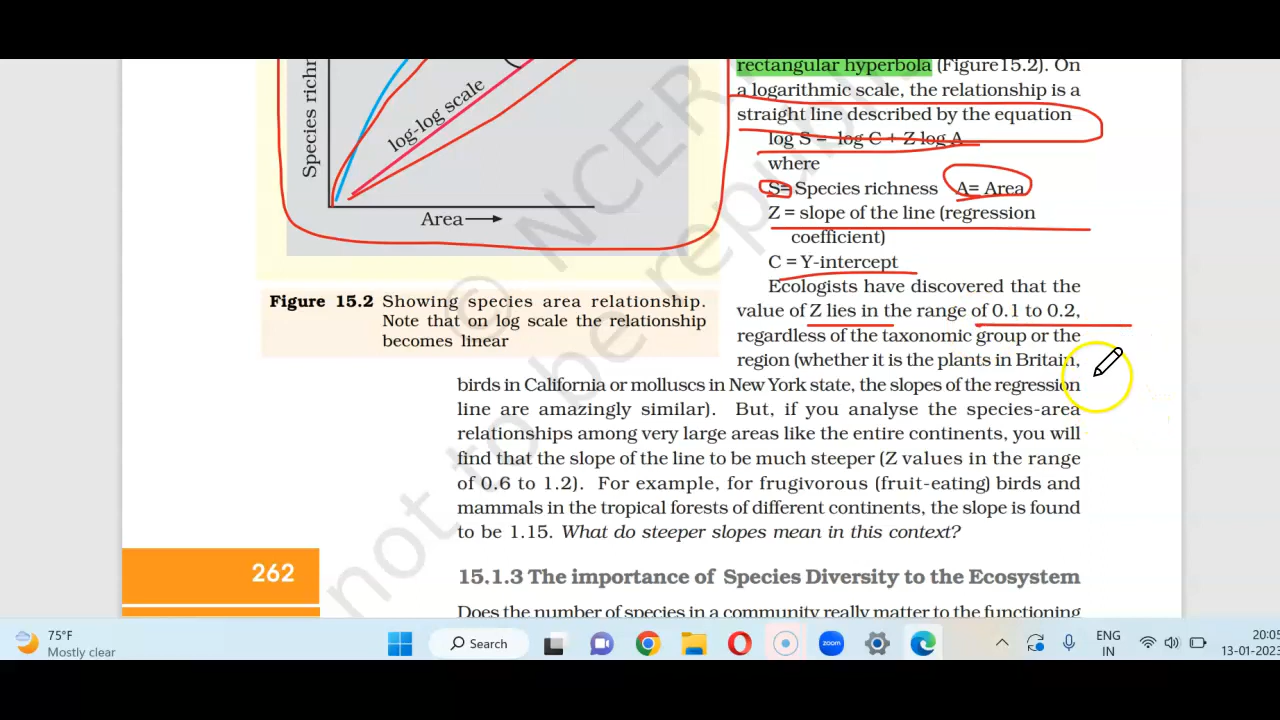 rectangular hyperbola (Figure15.2). On
a logarithmic scale, the relationship is a
straight line described by the equation
log S = log C + Z log A
where
S= Species richness A= Area
Z = slope of the line (regression
coefficient)
C = Y-intercept
Ecologists have discovered that the
value of Z lies in the range of 0.1 to 0.2,
regardless of the taxonomic group or the
region (whether it is the plants in Britain,
birds in California or molluscs in New York state, the slopes of the regression
line are amazingly similar). But, if you analyse the species-area
relationships among very large areas like the entire continents, you will
find that the slope of the line to be much steeper (Z values in the range
of 0.6 to 1.2). For example, for frugivorous (fruit-eating) birds and
mammals in the tropical forests of different continents, the slope is found
to be 1.15. What do steeper slopes mean in this context?
Species rich
log-log scale
Area
Figure 15.2 Showing species area relationship.
Note that on log scale the relationship
becomes linear
© NCERT
not to be republi
262
15.1.3 The importance of Species Diversity to the Ecosystem
Does the number of species in a community really matter to the functioning
75°F
Mostly clear
Search
zoom
ENG
IN
20:05
13-01-2023